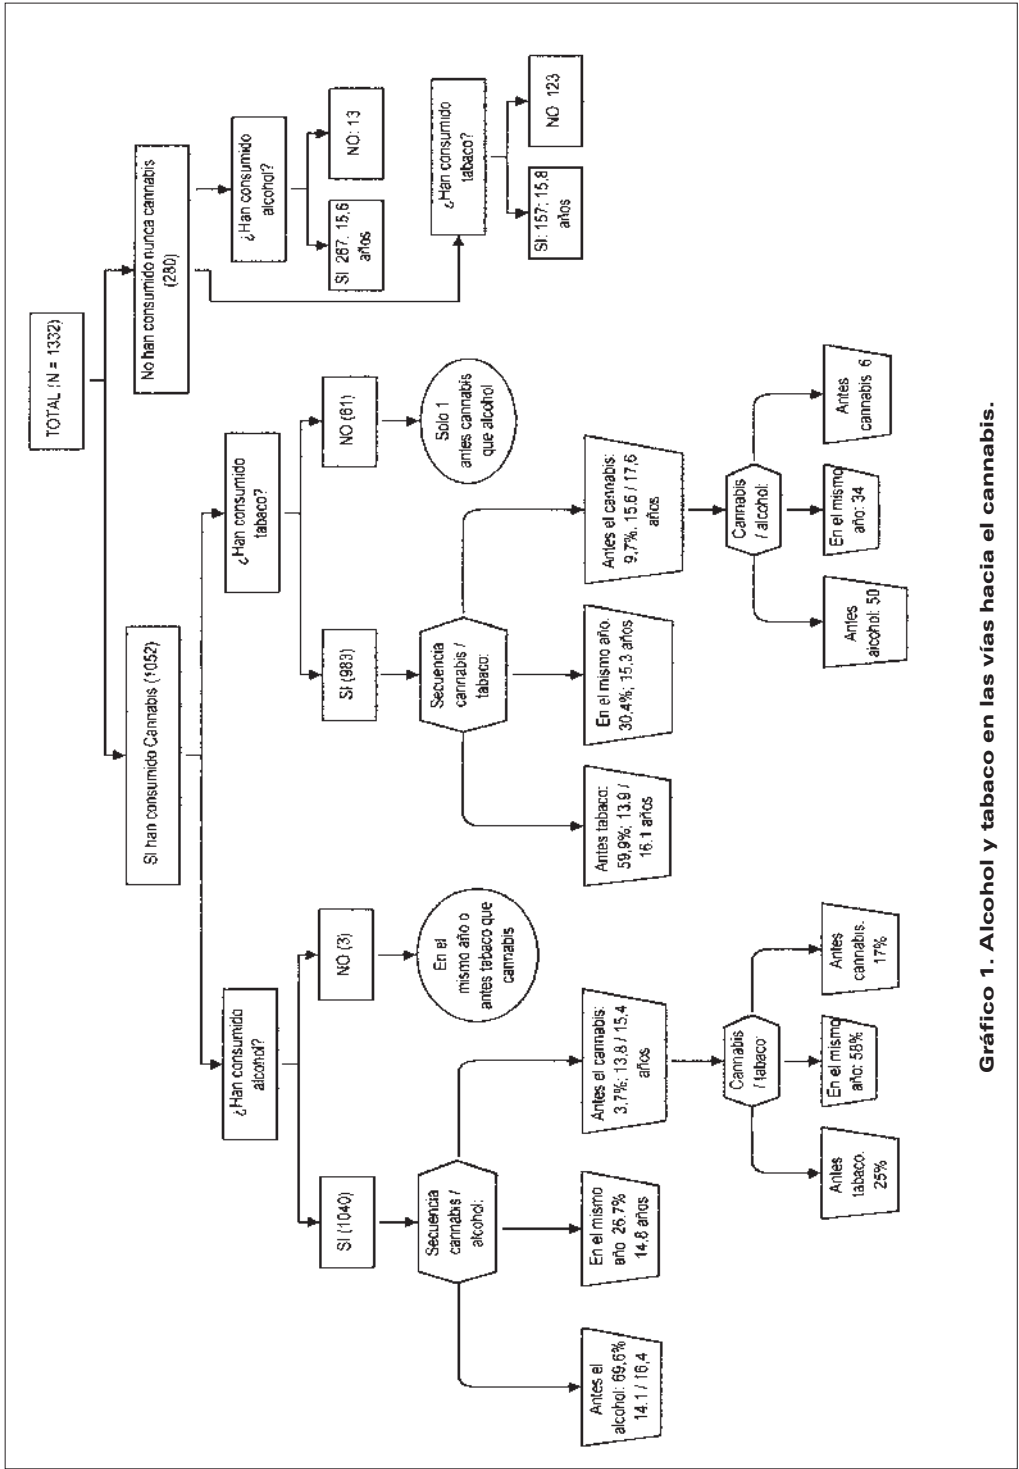 TOTAL (N = 1332)
SI han consumido Cannabis (1052)
No han consumido nunca cannabis
(280)
¿Han consumido
alcohol?
¿Han consumido
tabaco?
¿Han consumido
alcohol?
SI (1040)
NO (3)
SI (983)
NO (61)
SI 267; 15,6
años
NO: 13
Secuencia
cannabis /
alcohol:
En el
mismo año o
antes tabaco que
cannabis
Secuencia
cannabis /
tabaco:
Solo 1
antes cannabis
que alcohol
¿Han consumido
tabaco?
SI: 157; 15,8
años
NO 123
Antes el
alcohol: 69,6%
14.1 / 16,4
En el mismo
año 26.7%
14,8 años
Antes el cannabis:
3,7%; 13,8 / 15,4
años
Antes tabaco:
59,9%; 13.9 /
16.1 años
En el mismo año.
30,4%; 15,3 años
Antes el cannabis:
9,7%; 15.6 / 17,6
años
Cannabis
/ tabaco:
Cannabis
/ alcohol:
Antes
tabaco.
25%
En el mismo
año: 58%
Antes
cannabis.
17%
Antes
alcohol: 50
En el mismo
año: 34
Antes
cannabis 6
Gráfico 1. Alcohol y tabaco en las vías hacia el cannabis.